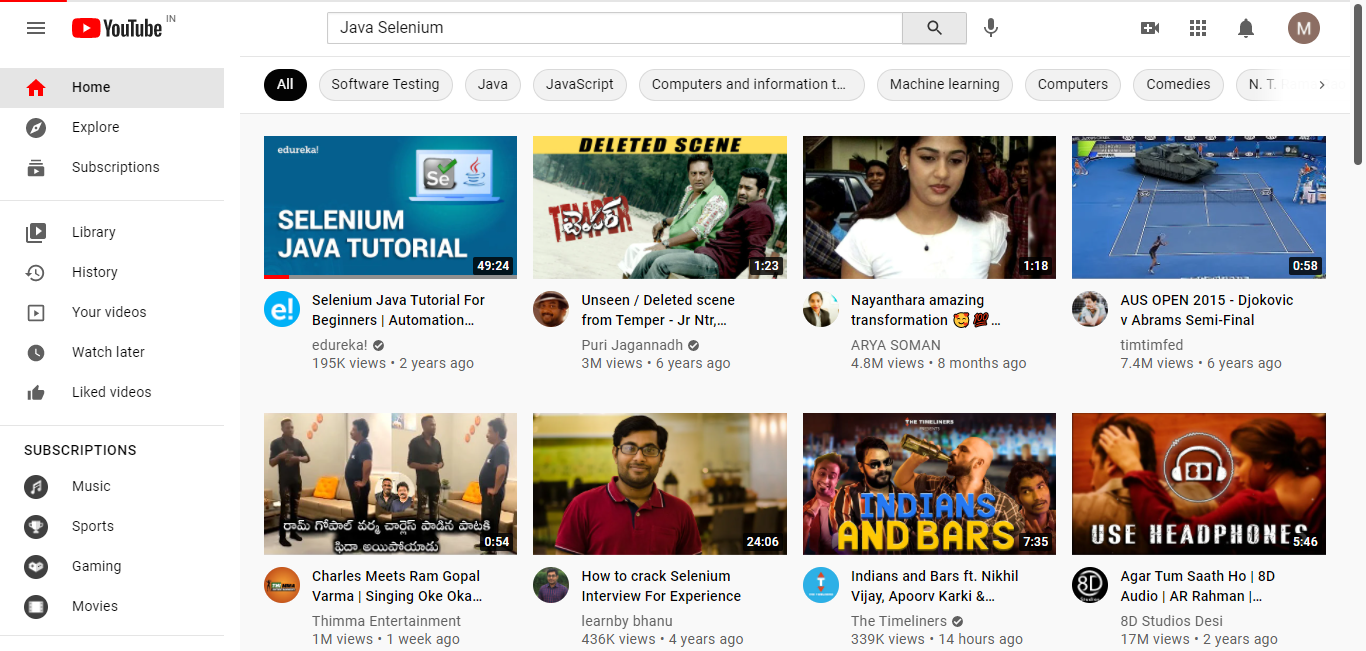 YouTube IN
Java Selenium
M
Home
Explore
Subscriptions
Library
History
Your videos
Watch later
Liked videos
SUBSCRIPTIONS
Music
Sports
Gaming
Movies
All
Software Testing
Java
JavaScript
Computers and information t...
Machine learning
Computers
Comedies
N. T.
edureka!
Se
SELENIUM
JAVA TUTORIAL
49:24
e!
Selenium Java Tutorial For
Beginners | Automation...
edureka!
195K views • 2 years ago
DELETED SCENE
1:23
Unseen / Deleted scene
from Temper - Jr Ntr,...
Puri Jagannadh
3M views • 6 years ago
1:18
Nayanthara amazing
transformation 🥰 💯 ...
ARYA SOMAN
4.8M views • 8 months ago
0:58
AUS OPEN 2015 - Djokovic
v Abrams Semi-Final
timtimfed
7.4M views • 6 years ago
రామ్ గోపాల్ వర్మ చార్లెస్ పాడిన పాటకి
ఫిదా అయిపోయాడు
0:54
Charles Meets Ram Gopal
Varma | Singing Oke Oka...
Thimma Entertainment
1M views • 1 week ago
24:06
How to crack Selenium
Interview For Experience
learnby bhanu
436K views • 4 years ago
THE TIMELINERS
PRESENTS
INDIANS
AND BARS
7:35
Indians and Bars ft. Nikhil
Vijay, Apoorv Karki &...
The Timeliners
339K views • 14 hours ago
USE HEADPHONES
5:46
8D
Agar Tum Saath Ho | 8D
Audio | AR Rahman |...
8D Studios Desi
17M views • 2 years ago